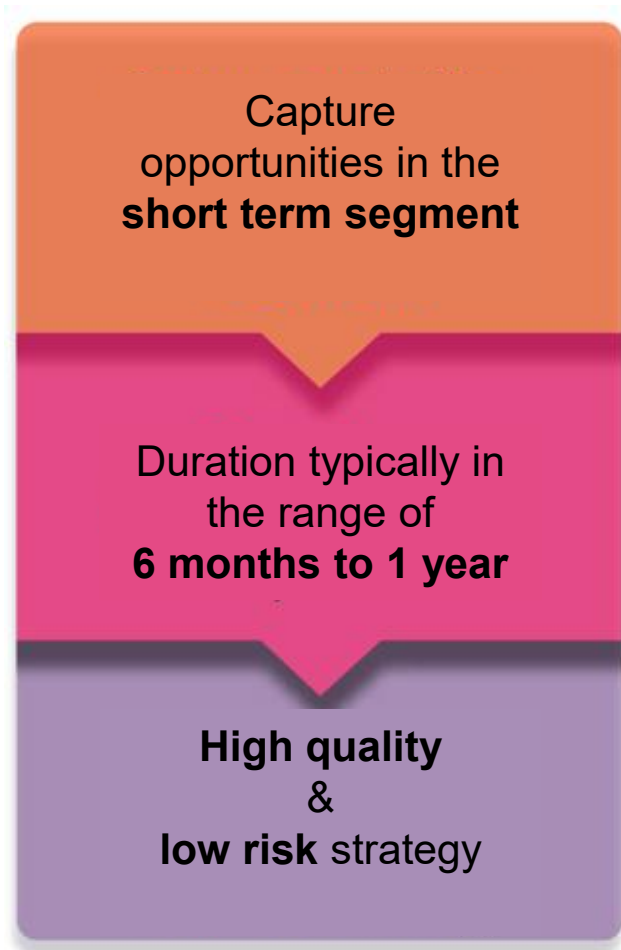 Capture
opportunities in the
short term segment
Duration typically in
the range of
6 months to 1 year
High quality
&
low risk strategy